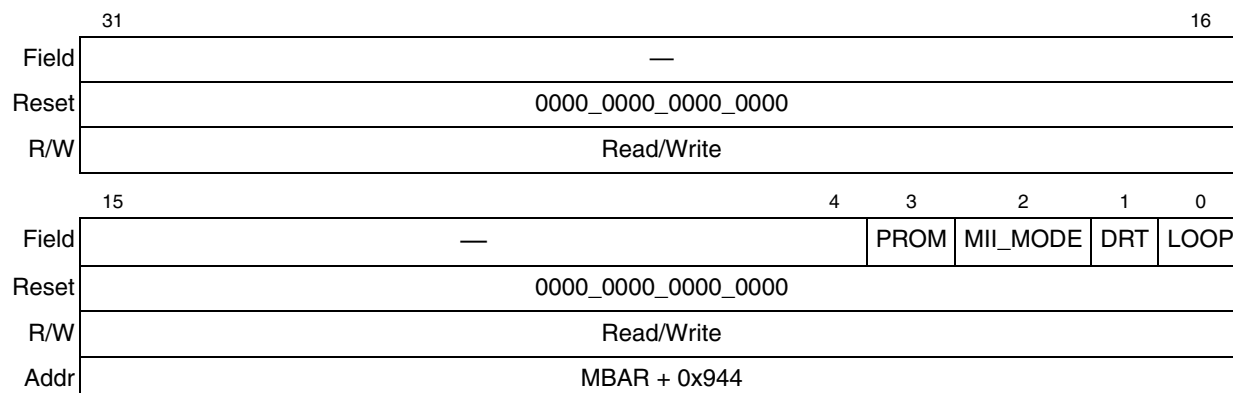 31 16
Field —
Reset 0000_0000_0000_0000
R/W Read/Write
15 4 3 2 1 0
Field — PROM MII_MODE DRT LOOP
Reset 0000_0000_0000_0000
R/W Read/Write
Addr MBAR + 0x944